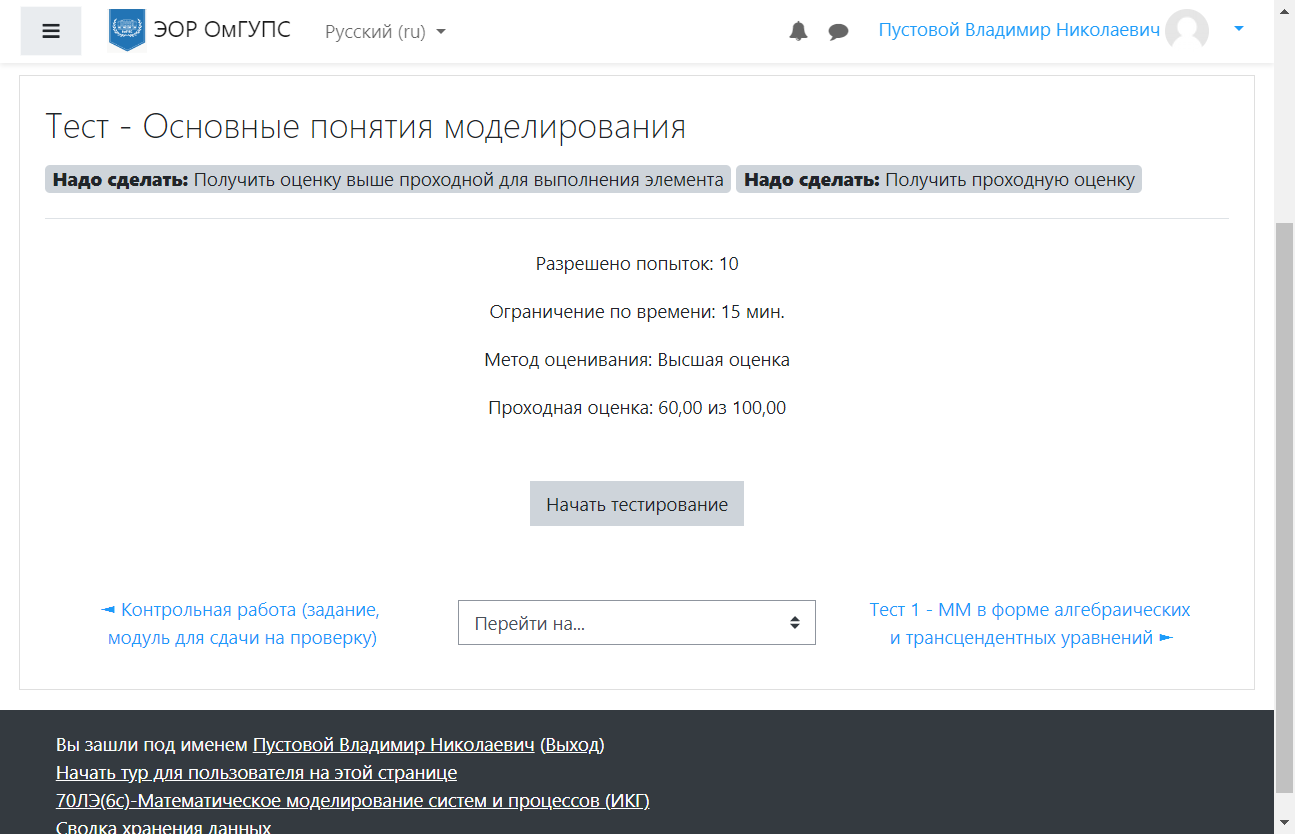 ЭОР ОмГУПС
Русский (ru)
Пустовой Владимир Николаевич
Тест - Основные понятия моделирования
Надо сделать: Получить оценку выше проходной для выполнения элемента
Надо сделать: Получить проходную оценку
Разрешено попыток: 10
Ограничение по времени: 15 мин.
Метод оценивания: Высшая оценка
Проходная оценка: 60,00 из 100,00
Начать тестирование
◄ Контрольная работа (задание,
модуль для сдачи на проверку)
Перейти на...
Тест 1 - ММ в форме алгебраических
и трансцендентных уравнений ►
Вы зашли под именем Пустовой Владимир Николаевич (Выход)
Начать тур для пользователя на этой странице
70ЛЭ(6с)-Математическое моделирование систем и процессов (ИКГ)
Сводка хранения данных